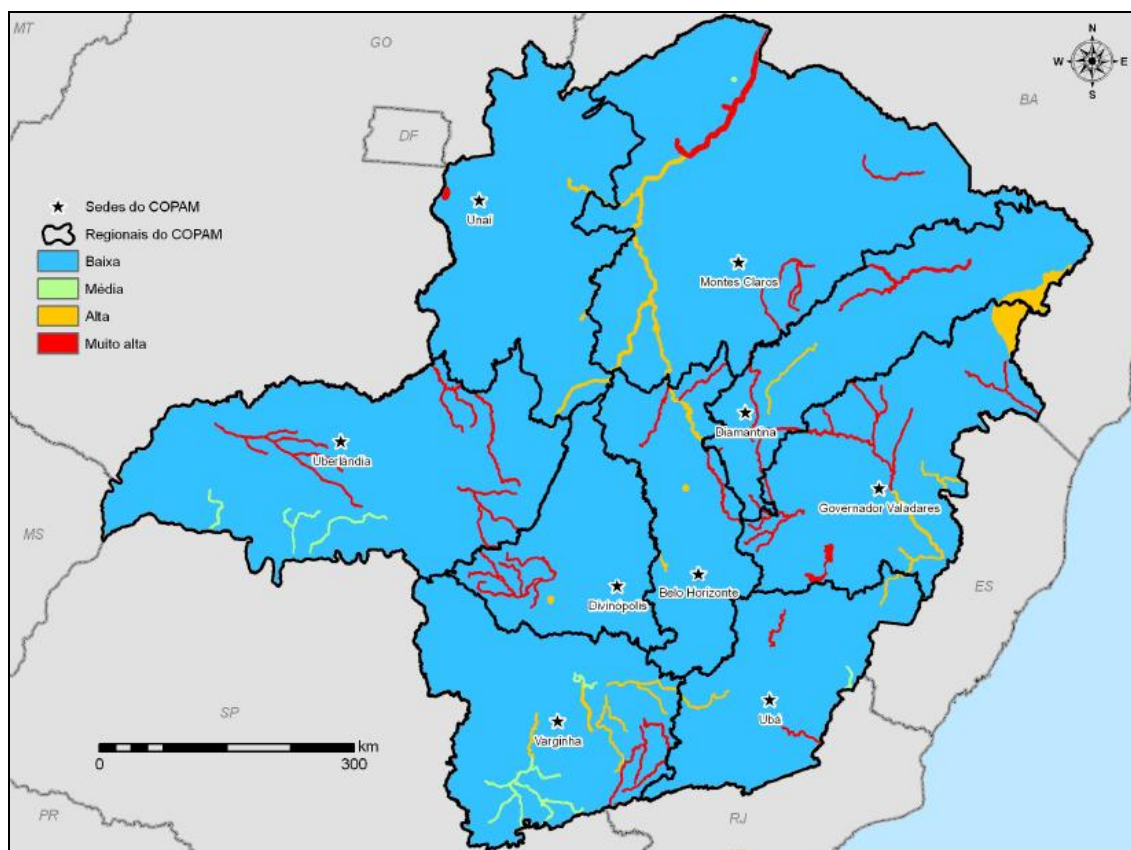 MT
GO
N
W E
S
BA
DF
Sedes do COPAM
Regionais do COPAM
Baixa
Média
Alta
Muito alta
Unaí
Montes Claros
Diamantina
Uberlândia
Governador Valadares
MS
Belo Horizonte
Divinópolis
ES
SP
Ubá
Varginha
km
0 300
PR
RJ